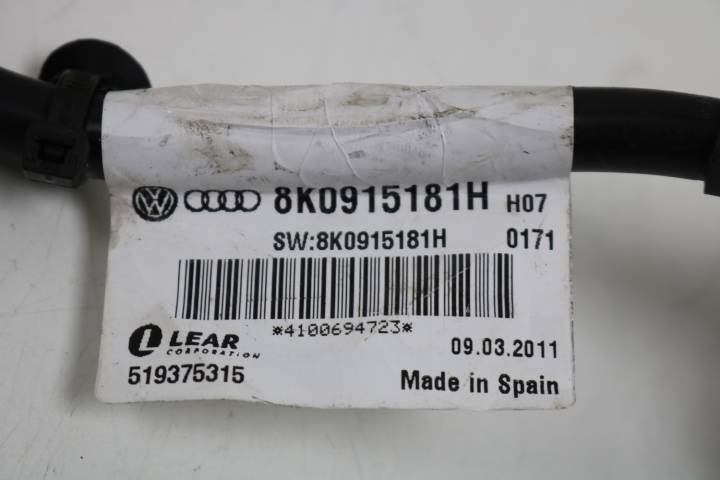 8K0915181H H07
SW:8K0915181H 0171
*4100694723*
LEAR
CORPORATION
09.03.2011
519375315
Made in Spain